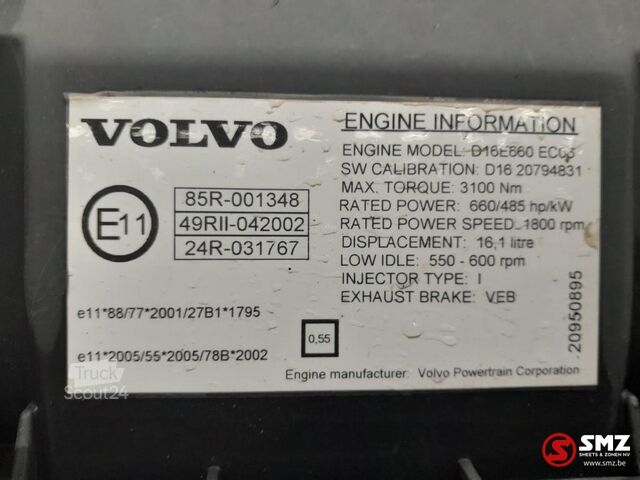 VOLVO
E11
85R-001348
49RII-042002
24R-031767
e11*88/77*2001/27B1*1795
e11*2005/55*2005/78B*2002
0,55
ENGINE INFORMATION
ENGINE MODEL: D16E660 EC06
SW CALIBRATION: D16 20794831
MAX. TORQUE: 3100 Nm
RATED POWER: 660/485 hp/kW
RATED POWER SPEED: 1800 rpm
DISPLACEMENT: 16,1 litre
LOW IDLE: 550 - 600 rpm
INJECTOR TYPE: I
EXHAUST BRAKE: VEB
Engine manufacturer: Volvo Powertrain Corporation
20950895
Truck
Scout24
SMZ
SHEETS & ZONEN NV
www.smz.be